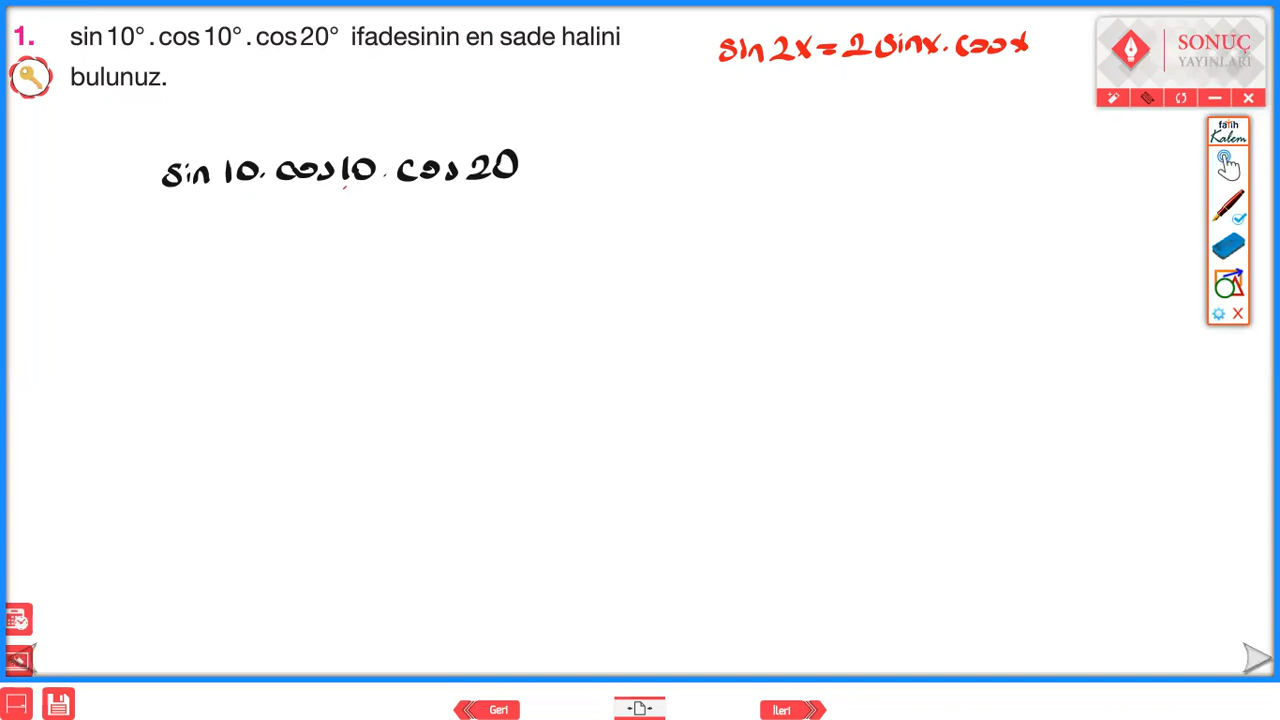 1. sin 10° . cos 10° . cos 20° ifadesinin en sade halini
bulunuz.
sin 2x = 2 sinx . cosx
SONUÇ
YAYINLARI
fatih
Kalem
sin 10 . cos 10 . cos 20
Geri
İleri